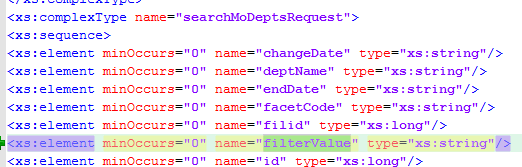 </xs:complexType>
<xs:complexType name="searchMoDeptsRequest">
<xs:sequence>
<xs:element minOccurs="0" name="changeDate" type="xs:string"/>
<xs:element minOccurs="0" name="deptName" type="xs:string"/>
<xs:element minOccurs="0" name="endDate" type="xs:string"/>
<xs:element minOccurs="0" name="facetCode" type="xs:string"/>
<xs:element minOccurs="0" name="filid" type="xs:long"/>
<xs:element minOccurs="0" name="filterValue" type="xs:string"/>
<xs:element minOccurs="0" name="id" type="xs:long"/>